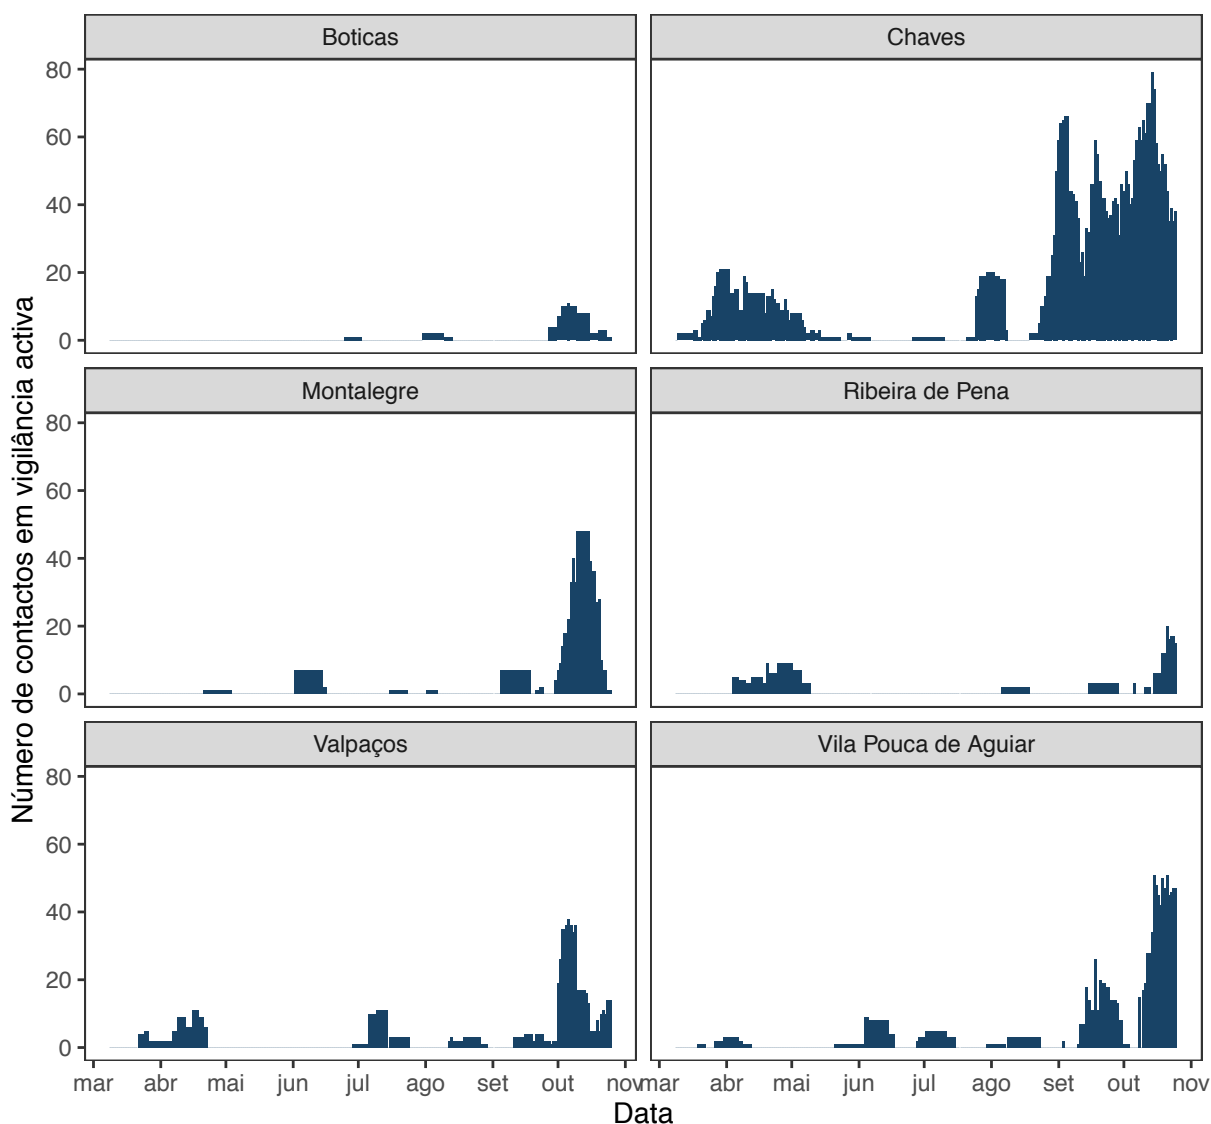 Boticas
Chaves
80
60
40
20
0
Montalegre
Ribeira de Pena
80
60
40
20
0
Valpaços
Vila Pouca de Aguiar
80
60
40
20
0
mar abr mai jun jul ago set out nov
mar abr mai jun jul ago set out nov
Data
Número de contactos em vigilância activa